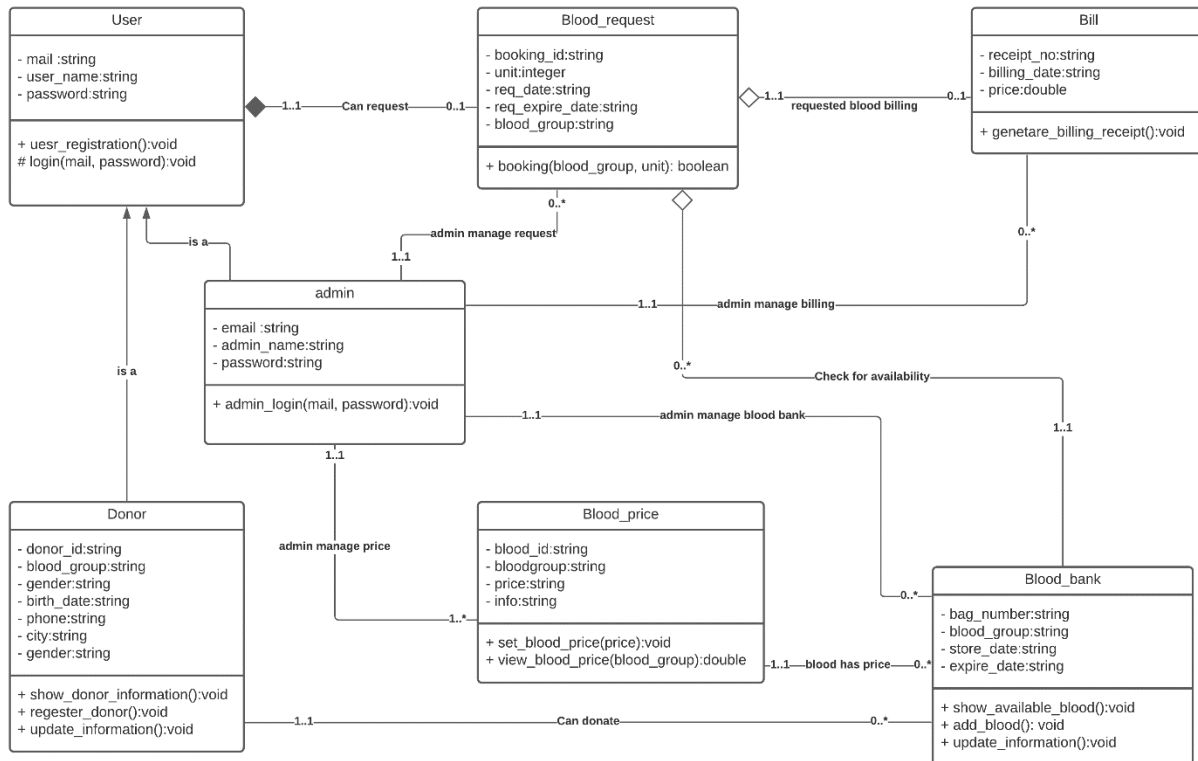 User
- mail :string
- user_name:string
- password:string
+ uesr_registration():void
# login(mail, password):void
1..1
Can request
0..1
Blood_request
- booking_id:string
- unit:integer
- req_date:string
- req_expire_date:string
- blood_group:string
+ booking(blood_group, unit): boolean
1..1
requested blood billing
0..1
Bill
- receipt_no:string
- billing_date:string
- price:double
+ genetare_billing_receipt():void
is a
1..1
admin manage request
0..*
1..1
admin manage billing
0..*
admin
- email :string
- admin_name:string
- password:string
+ admin_login(mail, password):void
0..*
Check for availability
1..1
1..1
admin manage blood bank
0..*
is a
1..1
admin manage price
1..*
Donor
- donor_id:string
- blood_group:string
- gender:string
- birth_date:string
- phone:string
- city:string
- gender:string
+ show_donor_information():void
+ regester_donor():void
+ update_information():void
Blood_price
- blood_id:string
- bloodgroup:string
- price:string
- info:string
+ set_blood_price(price):void
+ view_blood_price(blood_group):double
1..1
blood has price
0..*
Blood_bank
- bag_number:string
- blood_group:string
- store_date:string
- expire_date:string
+ show_available_blood():void
+ add_blood(): void
+ update_information():void
1..1
Can donate
0..*